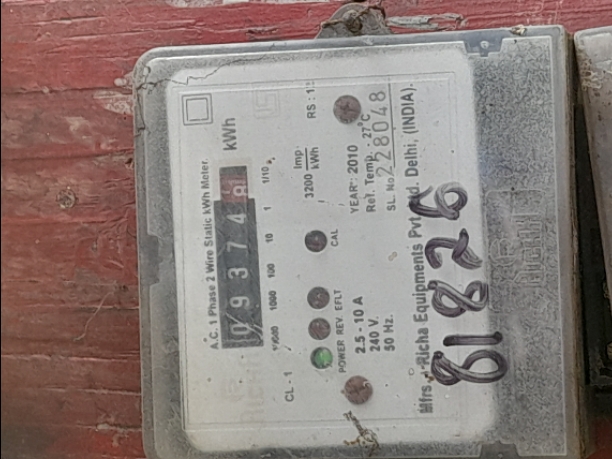 A.C. 1 Phase 2 Wire Static kWh Meter.
0 9 3 7 4 kWh
10000 1000 100 10 1 1/10
CL - 1 3200 Imp/kWh RS : 1
POWER REV EFLT CAL
2.5 - 10 A YEAR : 2010
240 V. Ref. Temp. : 27°C
50 Hz. SL. No. 228048
Mfrs. : Richa Equipments Pvt. Ltd. Delhi, (INDIA).
81826